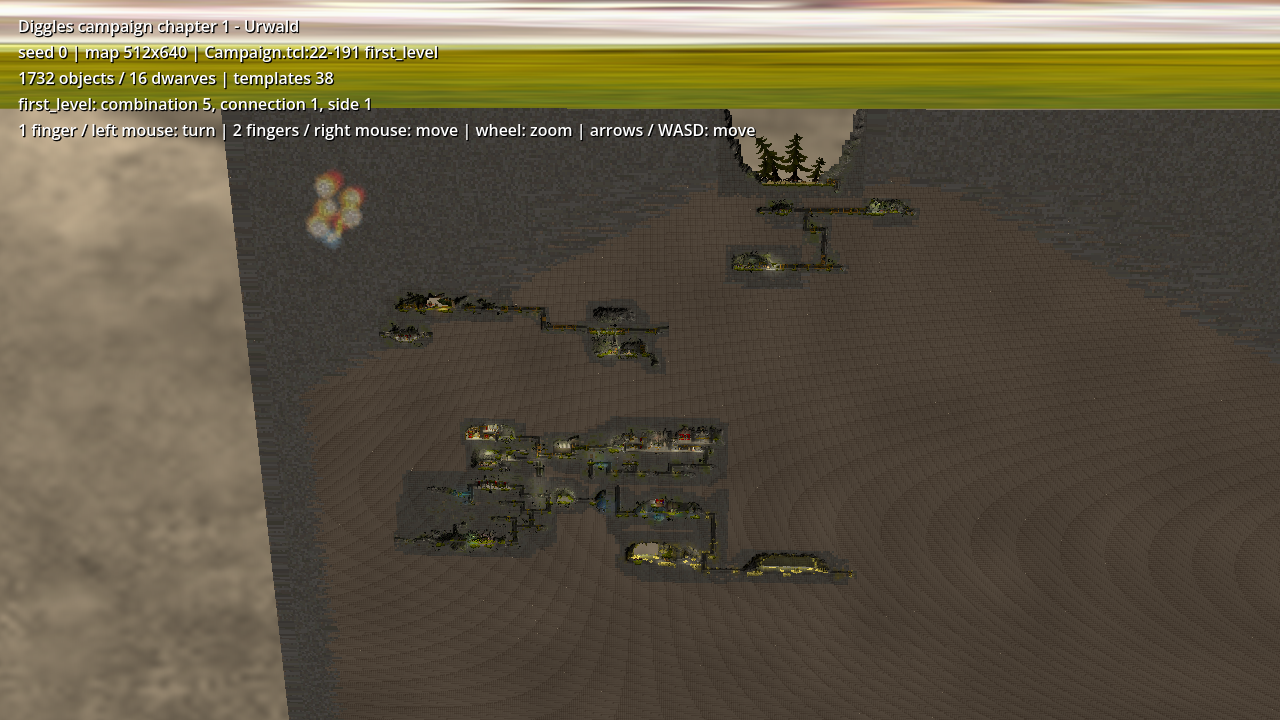 Diggles campaign chapter 1 - Urwald
seed 0 | map 512x640 | Campaign.tcl:22-191 first_level
1732 objects / 16 dwarves | templates 38
first_level: combination 5, connection 1, side 1
1 finger / left mouse: turn | 2 fingers / right mouse: move | wheel: zoom | arrows / WASD: move